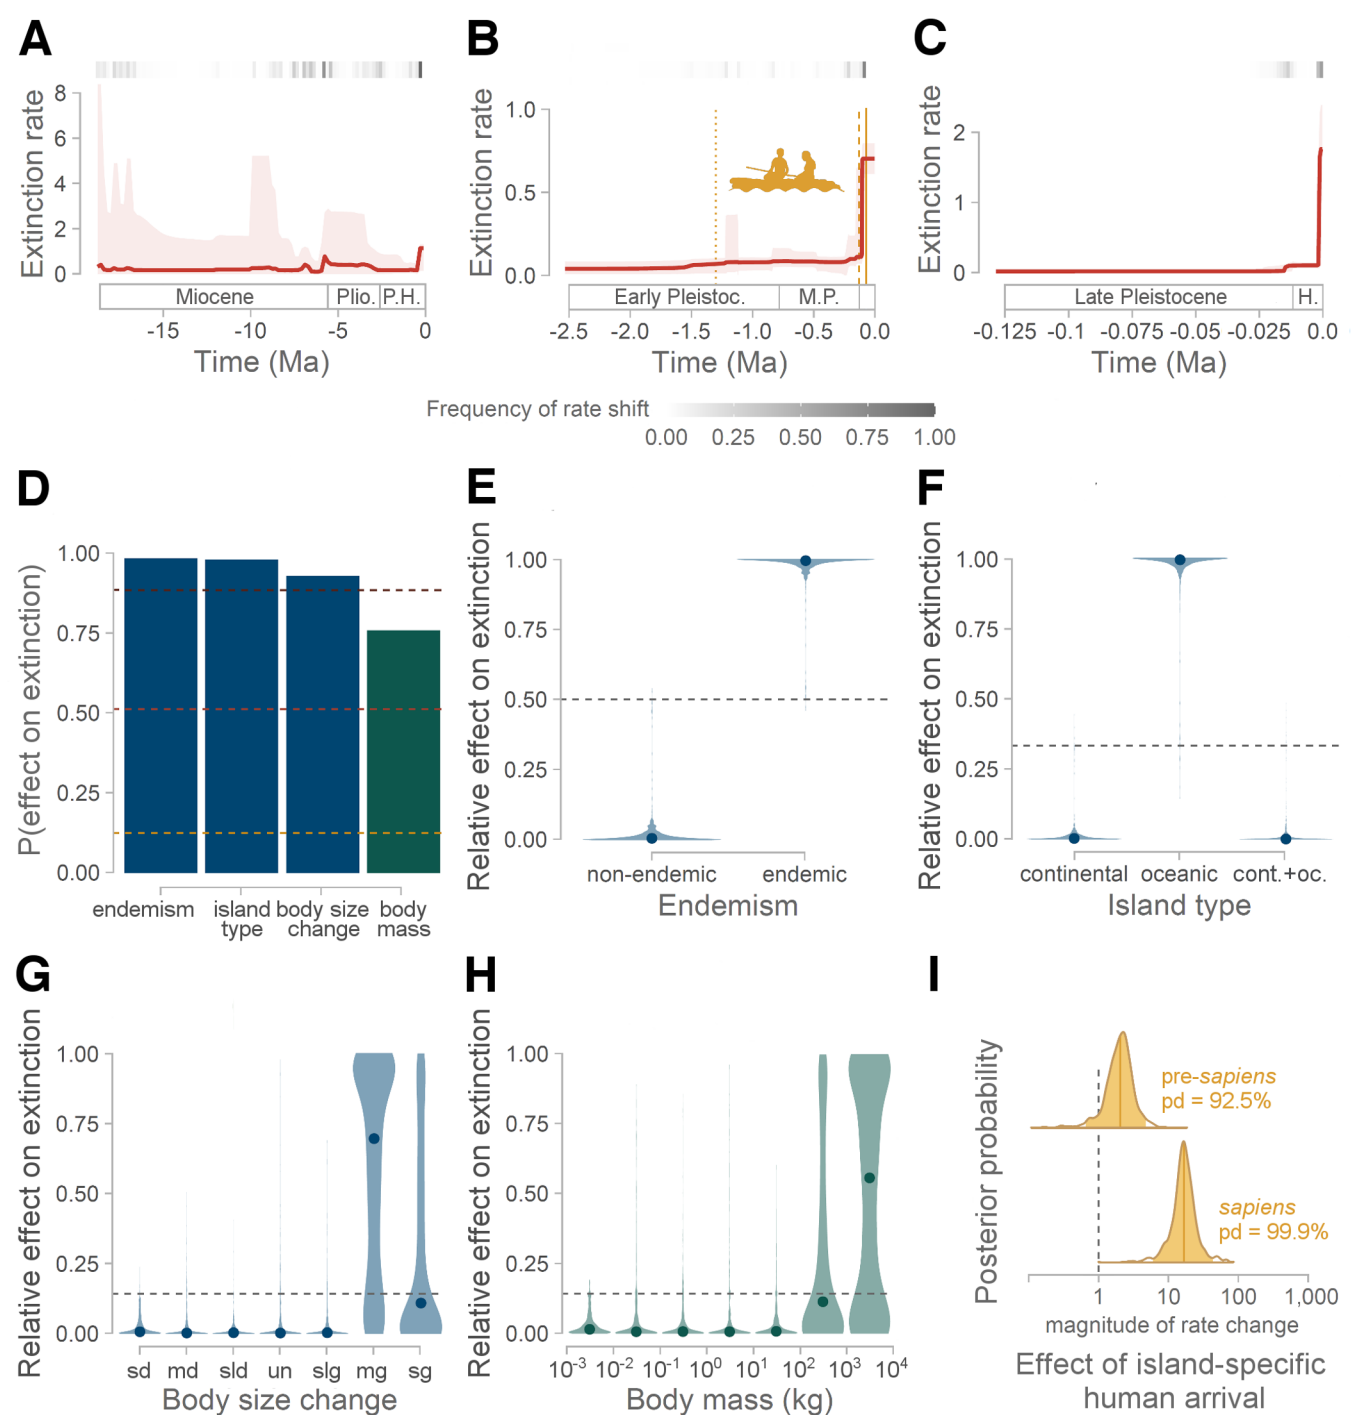 A
Extinction rate
8
6
4
2
0
Miocene
Plio.
P.H.
-15
-10
-5
0
Time (Ma)
B
Extinction rate
1.0
0.5
0.0
Early Pleistoc.
M.P.
-2.5
-2.0
-1.5
-1.0
-0.5
0.0
Time (Ma)
C
Extinction rate
2
1
0
Late Pleistocene
H.
-0.125
-0.1
-0.075
-0.05
-0.025
0.0
Time (Ma)
Frequency of rate shift
0.00
0.25
0.50
0.75
1.00
D
P(effect on extinction)
1.00
0.75
0.50
0.25
0.00
endemism
island
type
body size
change
body
mass
E
Relative effect on extinction
1.00
0.75
0.50
0.25
0.00
non-endemic
endemic
Endemism
F
Relative effect on extinction
1.00
0.75
0.50
0.25
0.00
continental
oceanic
cont.+oc.
Island type
G
Relative effect on extinction
1.00
0.75
0.50
0.25
0.00
sd
md
sld
un
slg
mg
sg
Body size change
H
Relative effect on extinction
1.00
0.75
0.50
0.25
0.00
10⁻³
10⁻²
10⁻¹
10⁰
10¹
10²
10³
10⁴
Body mass (kg)
I
Posterior probability
pre-sapiens
pd = 92.5%
sapiens
pd = 99.9%
1
10
100
1,000
magnitude of rate change
Effect of island-specific
human arrival